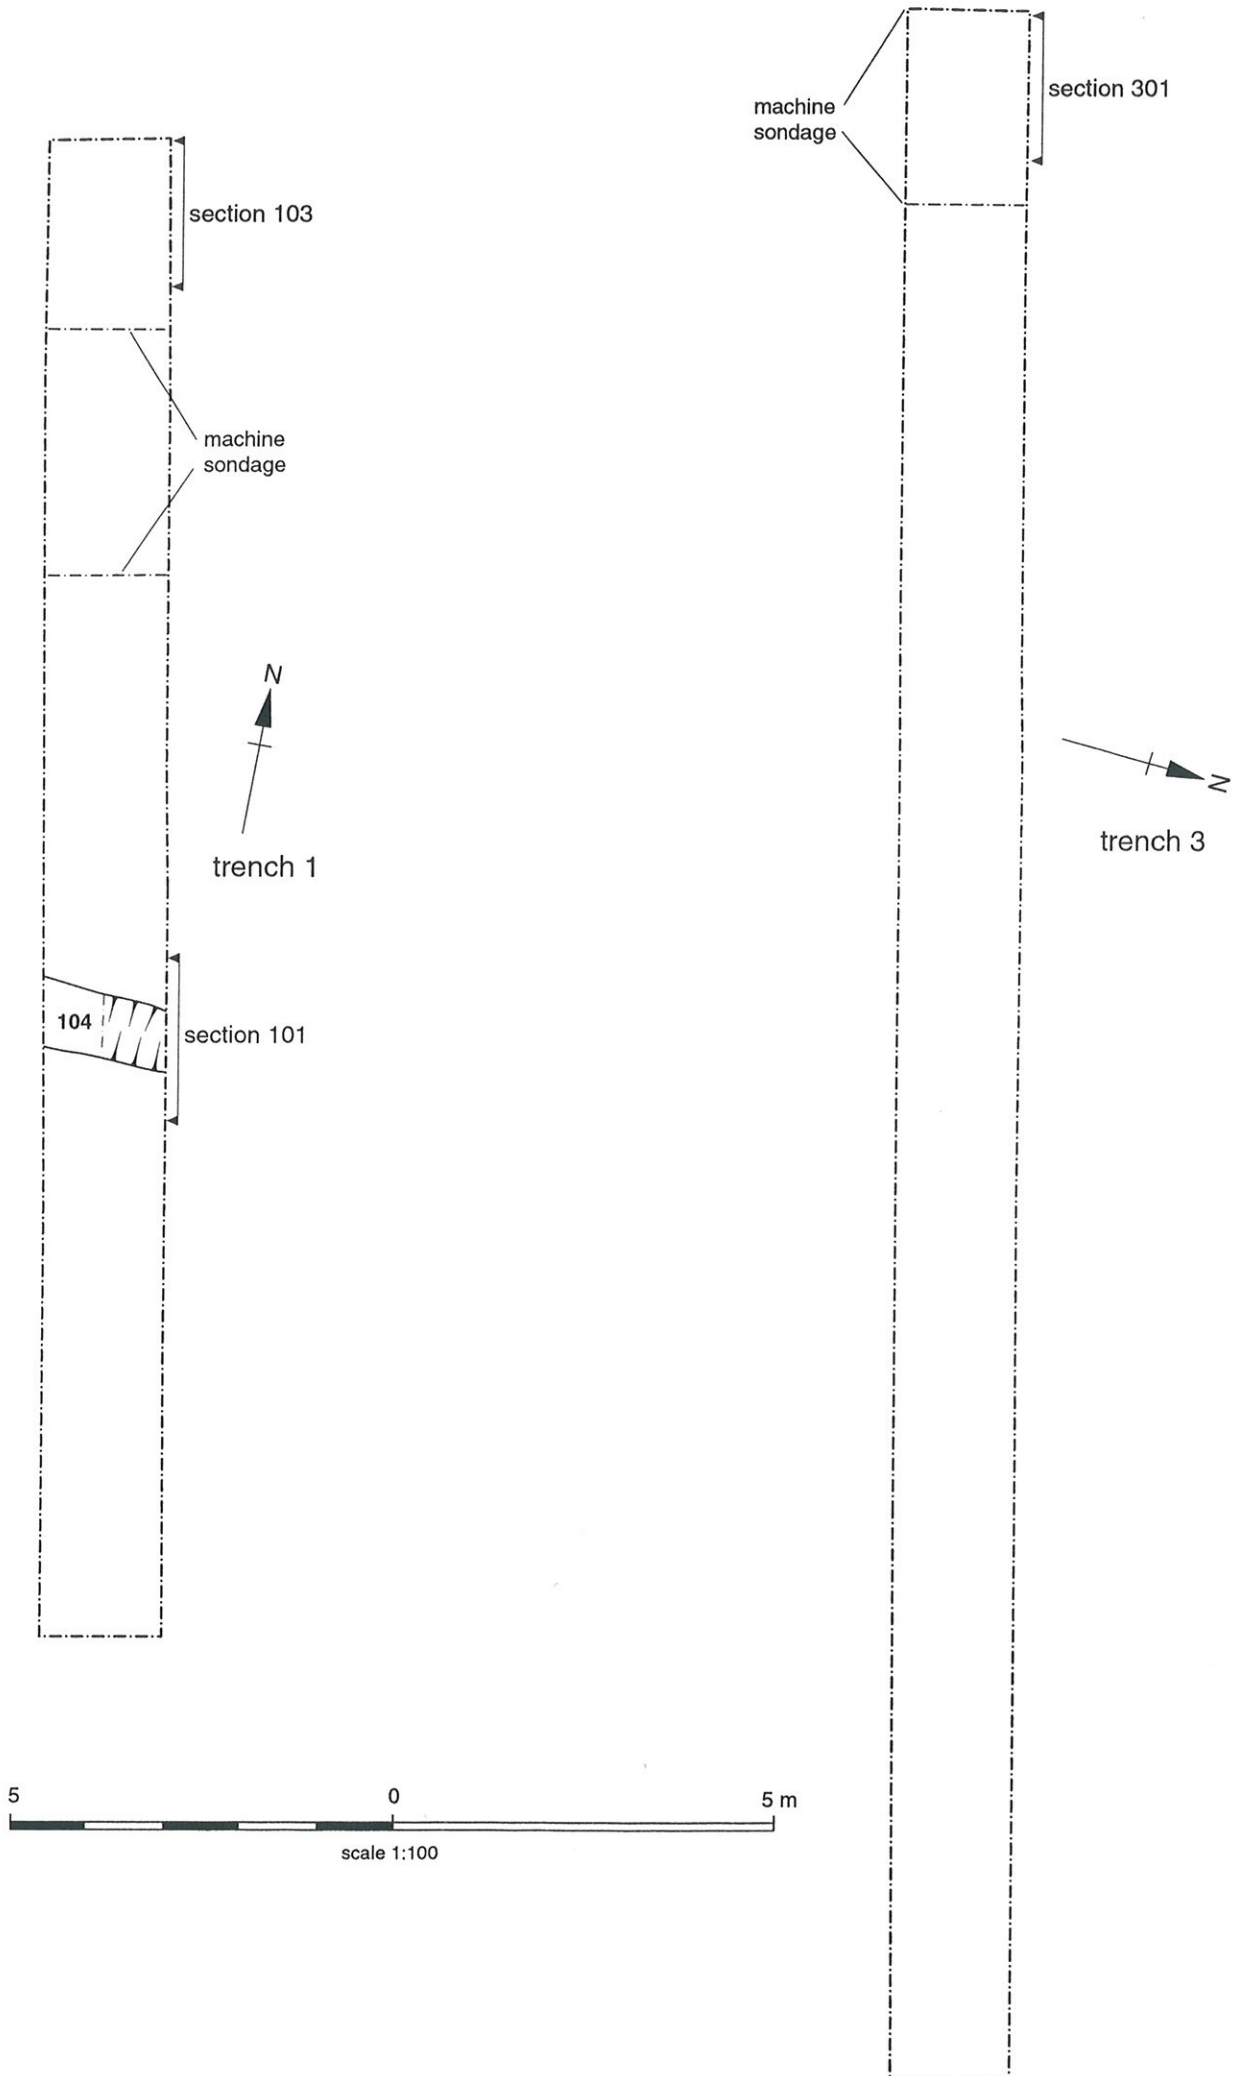 section 301
machine
sondage
section 103
machine
sondage
N
trench 1
N
trench 3
104
section 101
5
0
5 m
scale 1:100